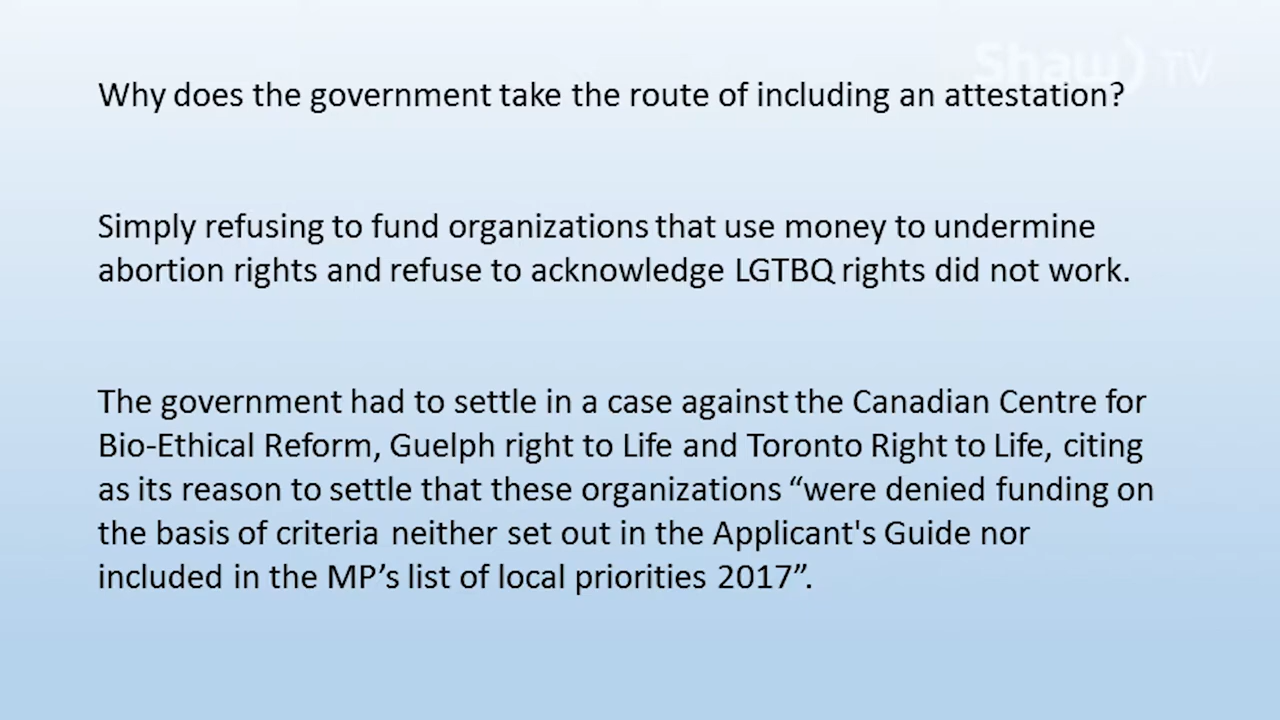 Shaw) TV
Why does the government take the route of including an attestation?
Simply refusing to fund organizations that use money to undermine
abortion rights and refuse to acknowledge LGTBQ rights did not work.
The government had to settle in a case against the Canadian Centre for
Bio-Ethical Reform, Guelph right to Life and Toronto Right to Life, citing
as its reason to settle that these organizations “were denied funding on
the basis of criteria neither set out in the Applicant's Guide nor
included in the MP’s list of local priorities 2017”.